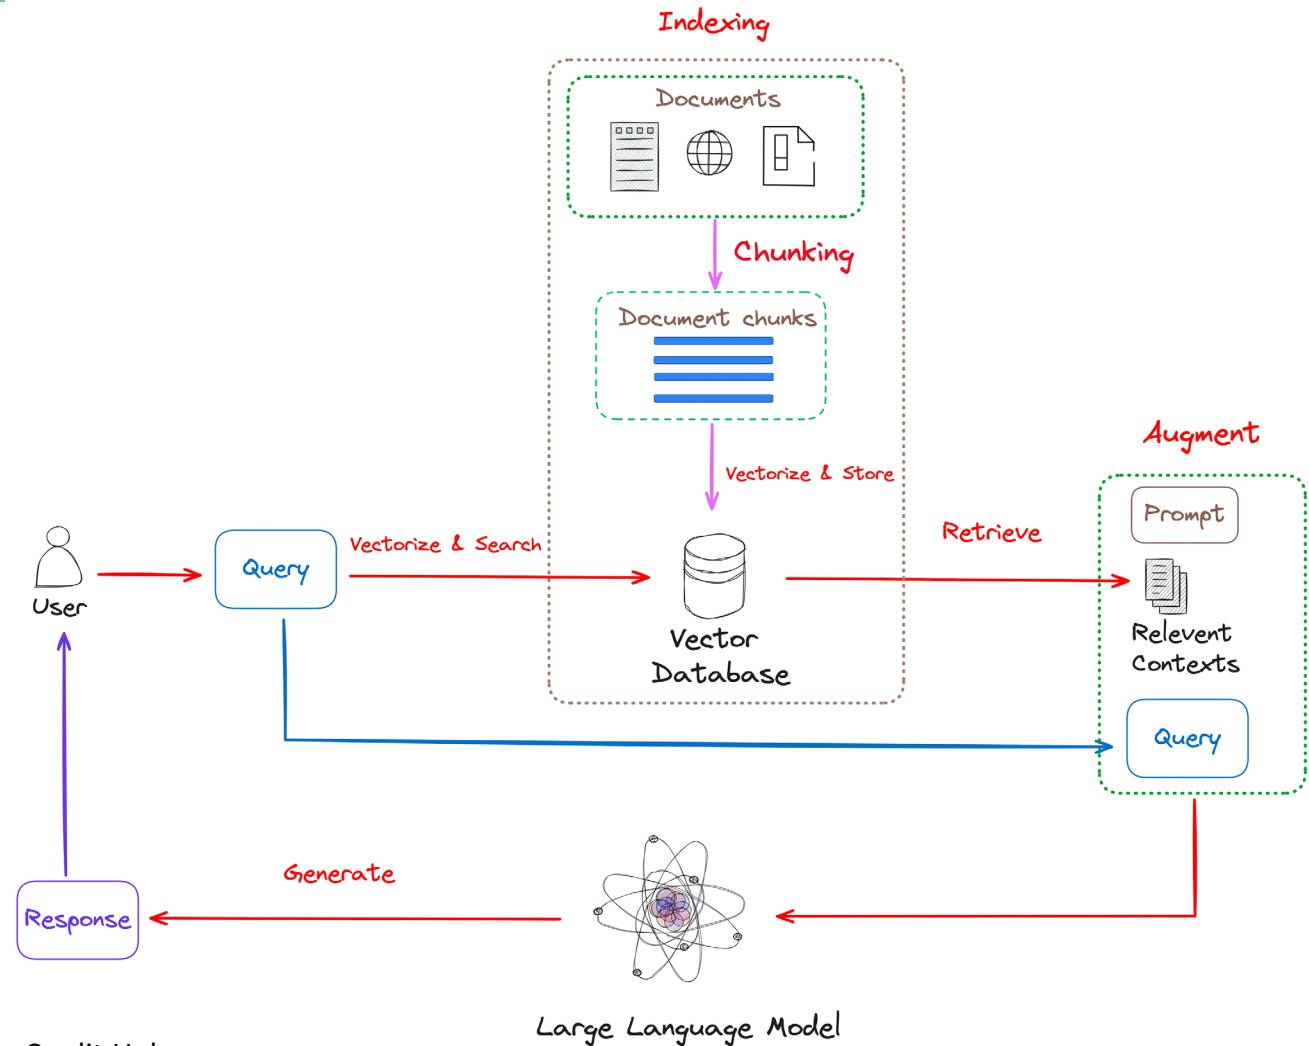 Indexing
Documents
Chunking
Document chunks
Vectorize & Store
Augment
Prompt
Retrieve
Vectorize & Search
Query
User
Relevent
Contexts
Vector
Database
Query
Generate
Response
Large Language Model